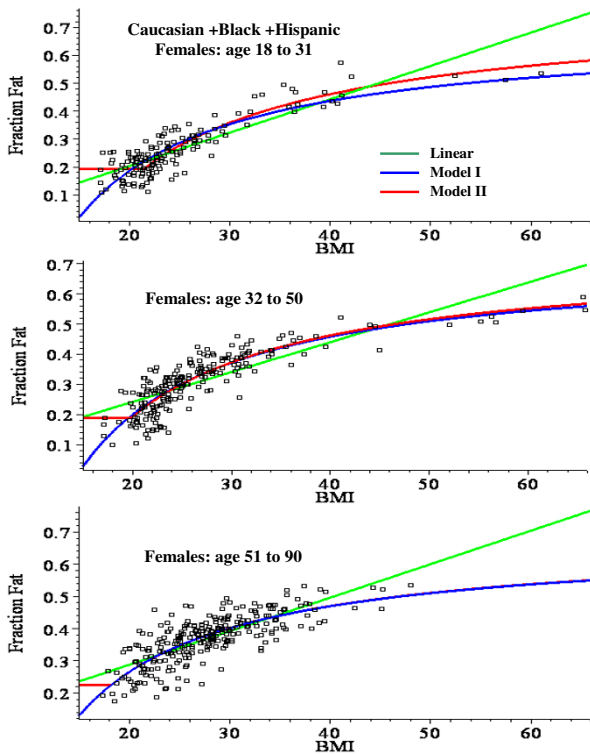 Caucasian +Black +Hispanic
Females: age 18 to 31
Fraction Fat
0.7
0.6
0.5
0.4
0.3
0.2
0.1
Linear
Model I
Model II
20 30 40 50 60
BMI
Females: age 32 to 50
Fraction Fat
0.7
0.6
0.5
0.4
0.3
0.2
0.1
20 30 40 50 60
BMI
Females: age 51 to 90
Fraction Fat
0.7
0.6
0.5
0.4
0.3
0.2
20 30 40 50 60
BMI